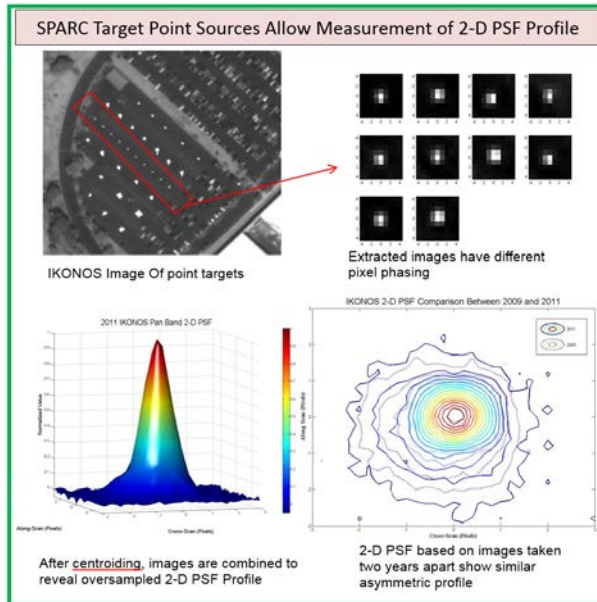 SPARC Target Point Sources Allow Measurement of 2-D PSF Profile
IKONOS Image Of point targets
Extracted images have different
pixel phasing
2011 IKONOS Pan Band 2-D PSF
Normalized Value
Along-Scan (Pixels)
Cross-Scan (Pixels)
IKONOS 2-D PSF Comparison Between 2009 and 2011
2011
2009
Along Scan (Pixels)
Cross-Scan (Pixels)
After centroiding, images are combined to
reveal oversampled 2-D PSF Profile
2-D PSF based on images taken
two years apart show similar
asymmetric profile